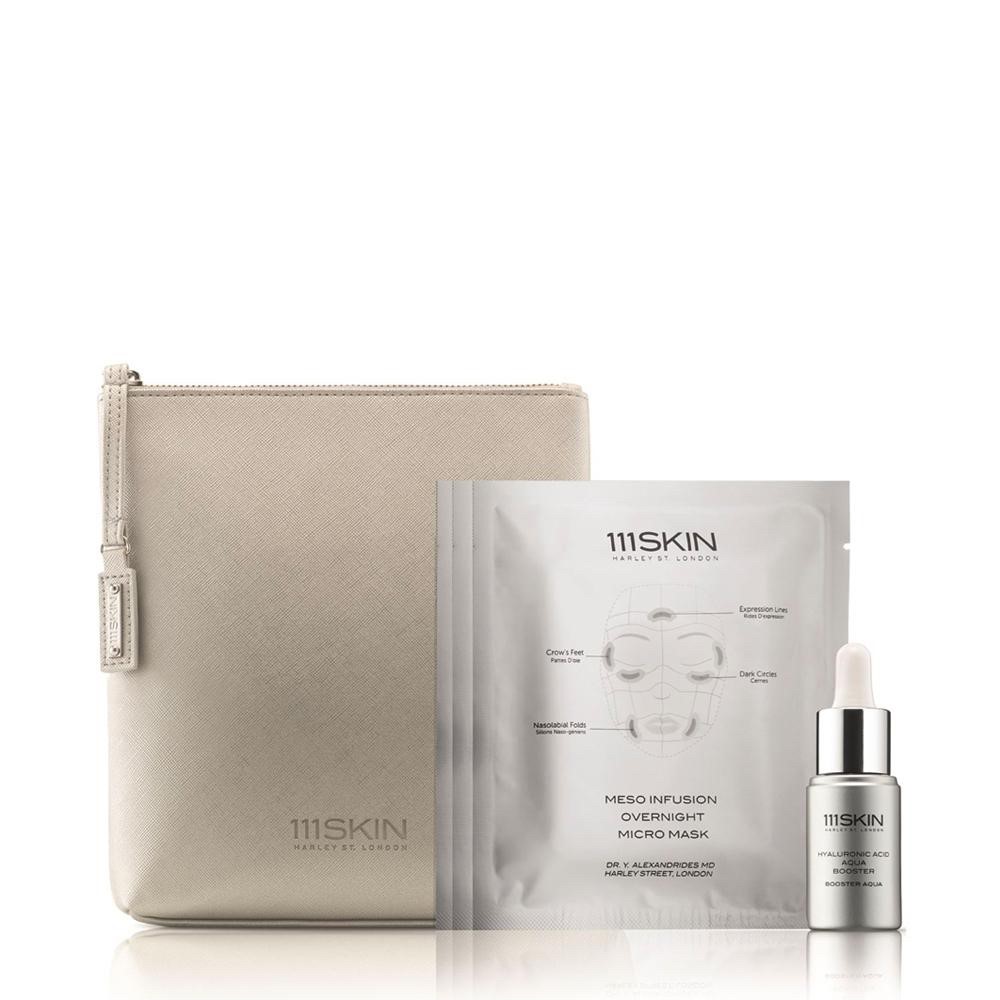 111SKIN
111SKIN
HARLEY ST. LONDON
111SKIN
HARLEY ST. LONDON
Expression Lines
Rides D'expression
Crow's Feet
Pattes D'oie
Dark Circles
Cernes
Nasolabial Folds
Sillons Naso-géniens
MESO INFUSION
OVERNIGHT
MICRO MASK
DR. Y. ALEXANDRIDES MD
HARLEY STREET, LONDON
111SKIN
HARLEY ST. LONDON
HYALURONIC ACID
AQUA
BOOSTER
BOOSTER AQUA